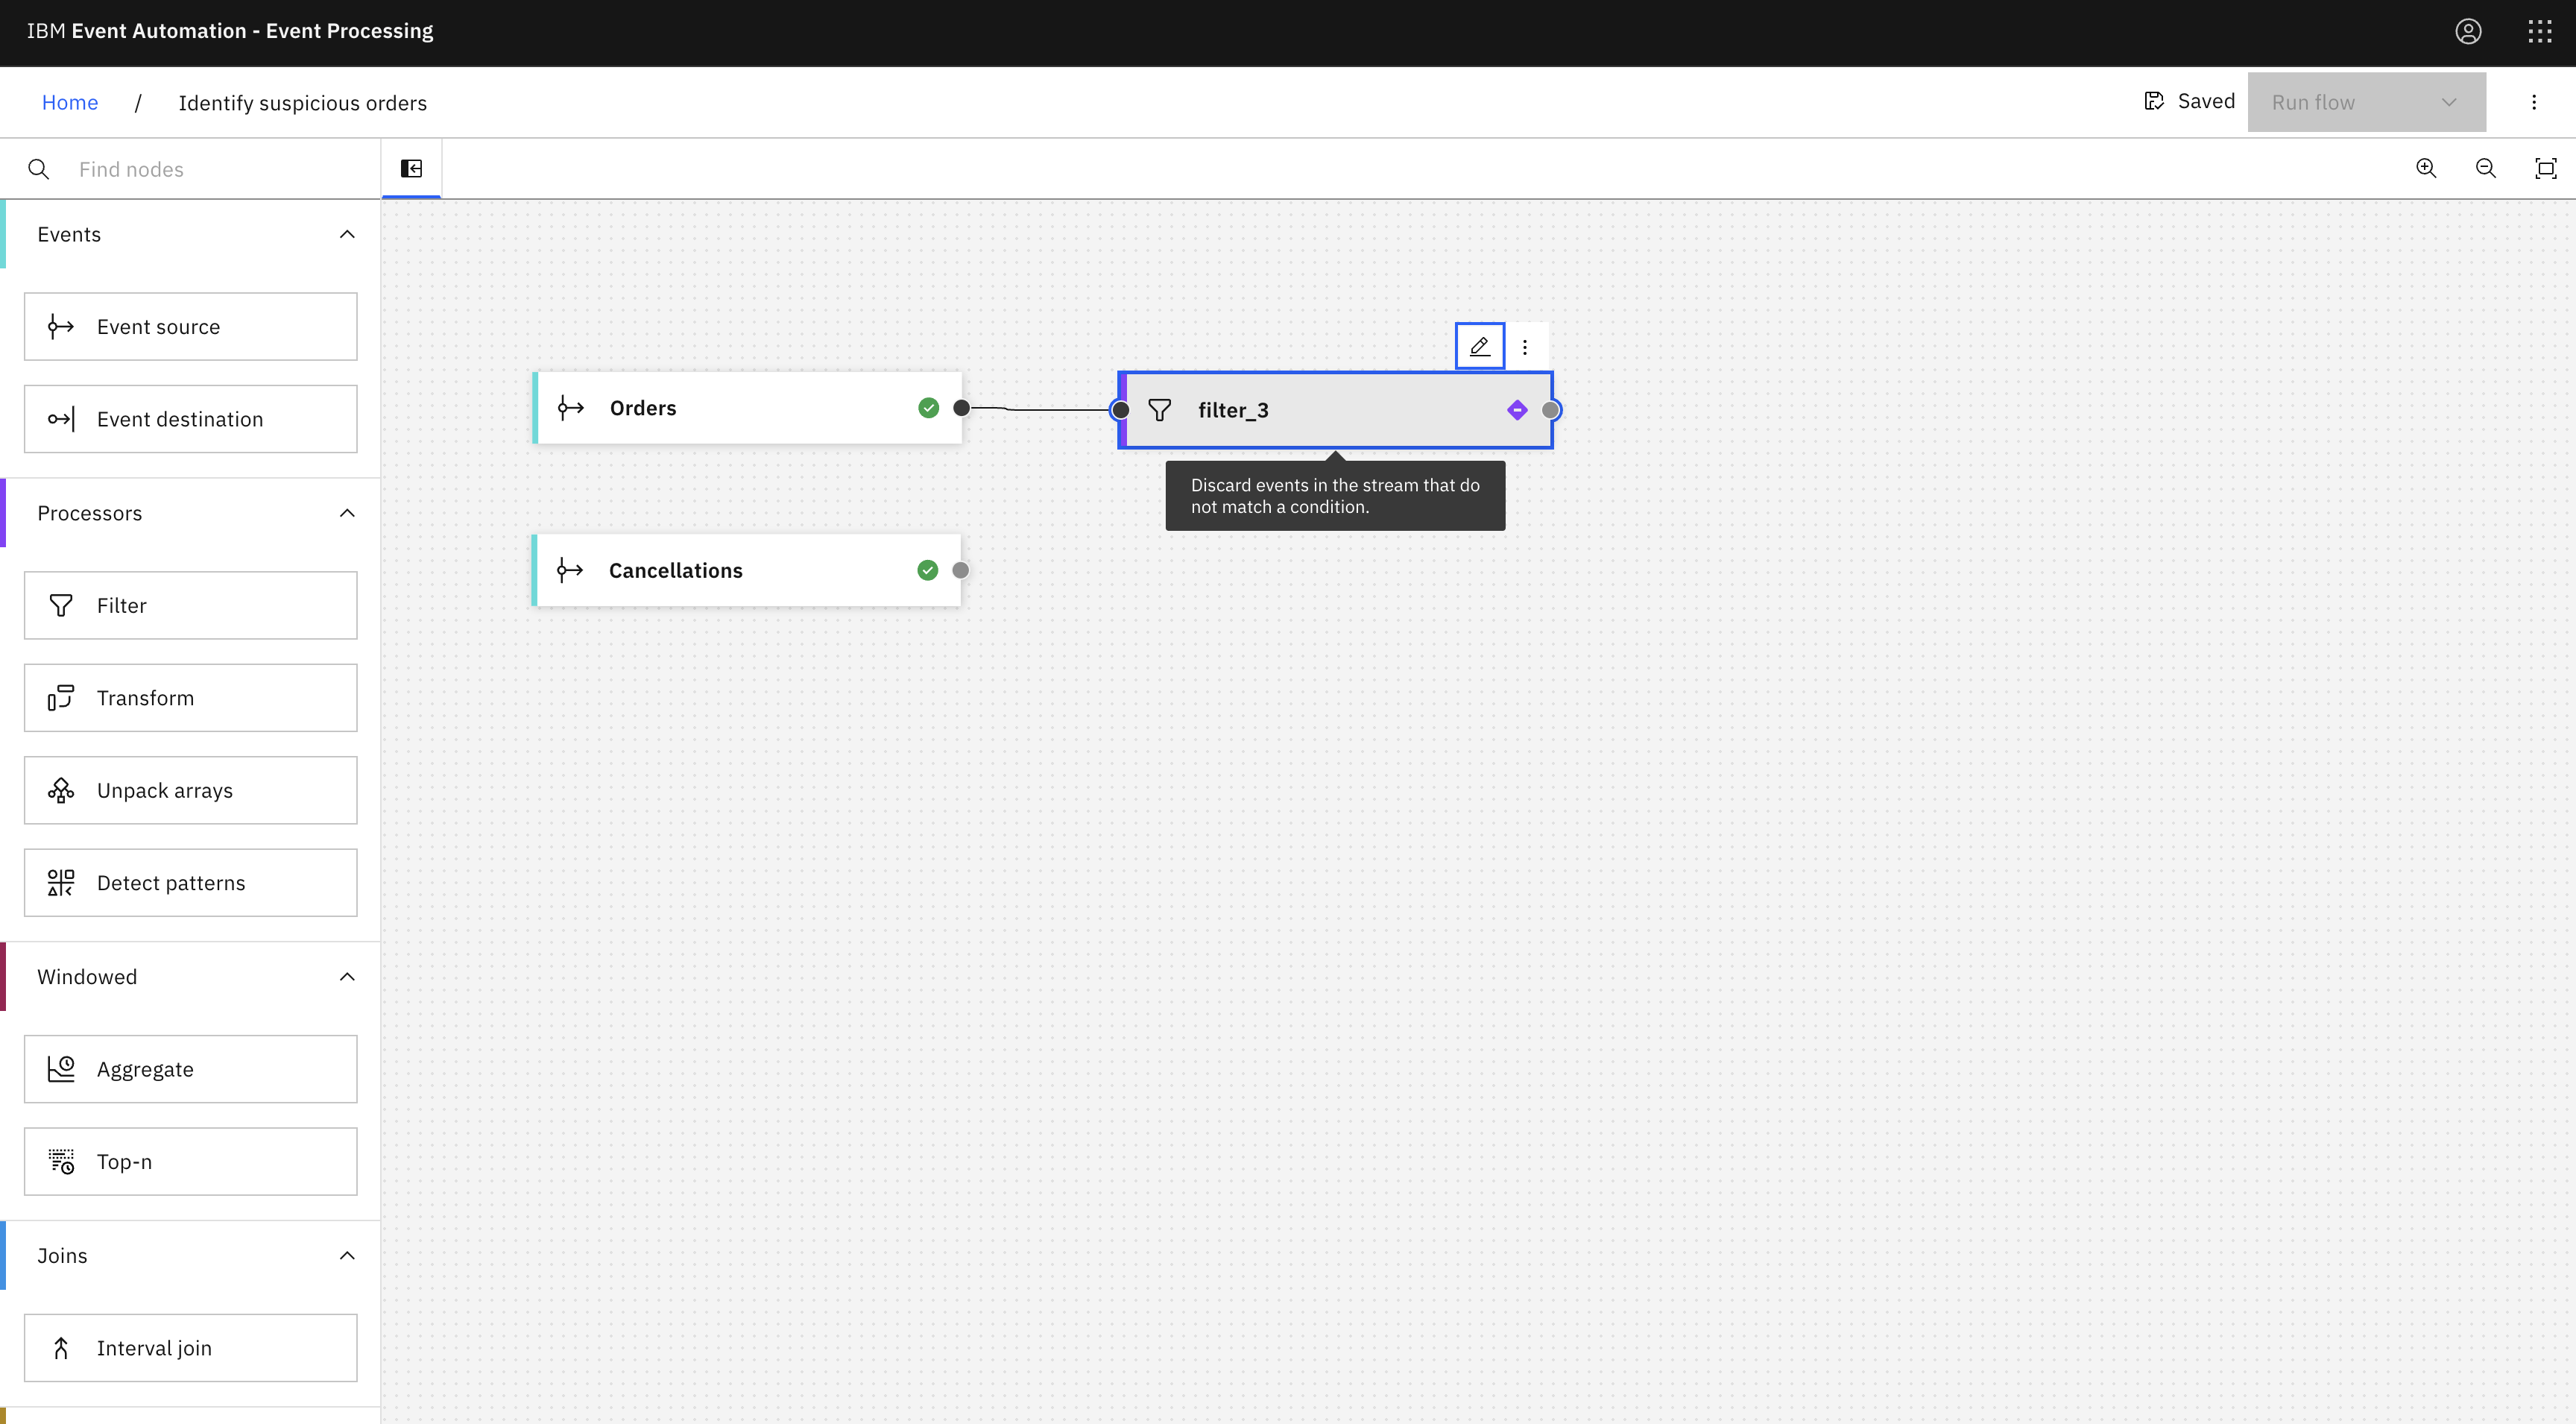 IBM Event Automation - Event Processing
Home / Identify suspicious orders
Saved
Run flow
Find nodes
Events
Event source
Event destination
Processors
Filter
Transform
Unpack arrays
Detect patterns
Windowed
Aggregate
Top-n
Joins
Interval join
Orders
filter_3
Discard events in the stream that do
not match a condition.
Cancellations